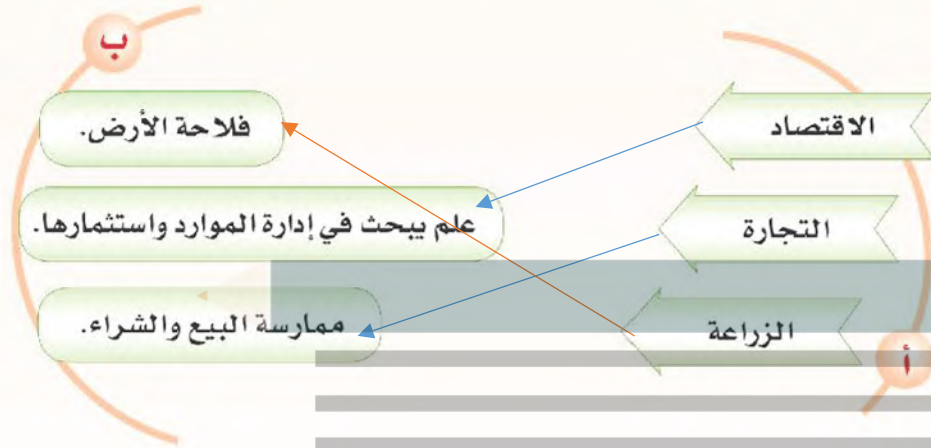 ب
الاقتصاد
فلاحة الأرض.
التجارة
علم يبحث في إدارة الموارد واستثمارها.
الزراعة
ممارسة البيع والشراء.
أ